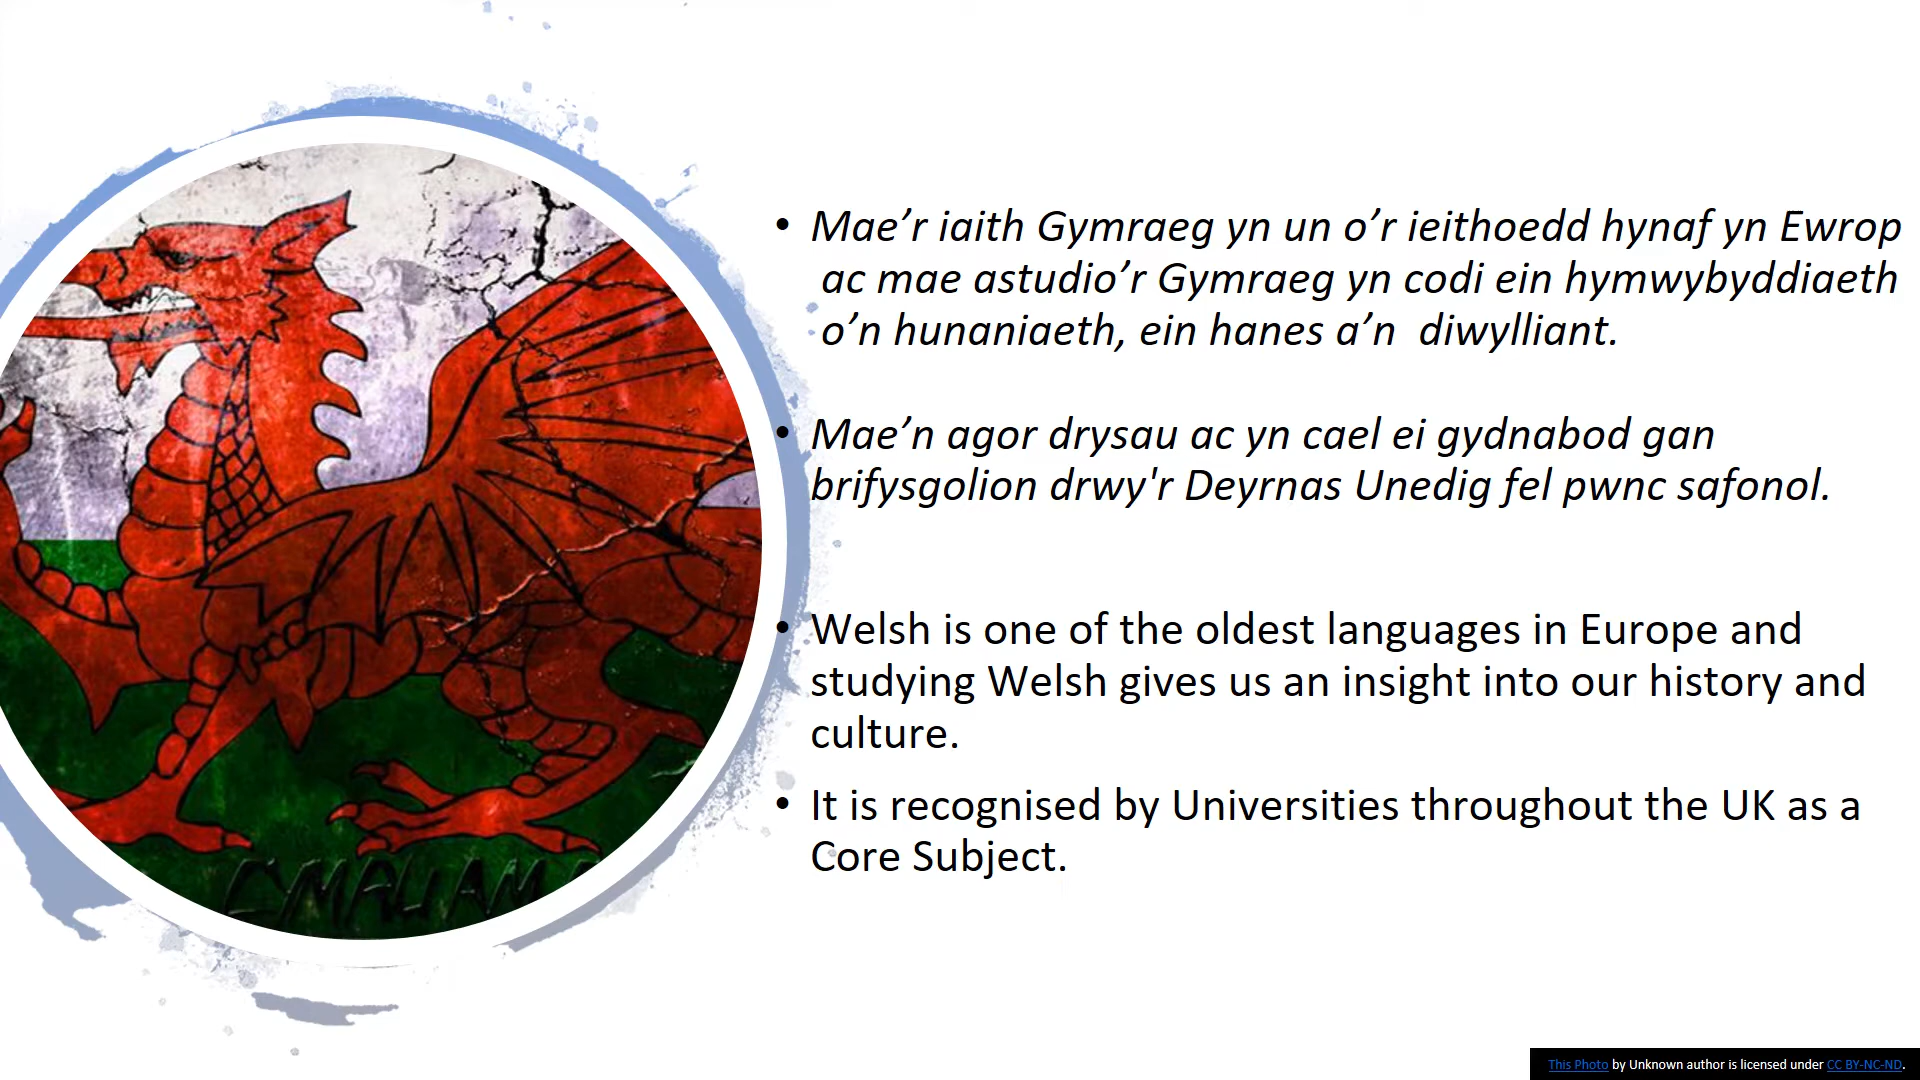 • Mae’r iaith Gymraeg yn un o’r ieithoedd hynaf yn Ewrop
ac mae astudio’r Gymraeg yn codi ein hymwybyddiaeth
o’n hunaniaeth, ein hanes a’n diwylliant.
• Mae’n agor drysau ac yn cael ei gydnabod gan
brifysgolion drwy'r Deyrnas Unedig fel pwnc safonol.
• Welsh is one of the oldest languages in Europe and
studying Welsh gives us an insight into our history and
culture.
• It is recognised by Universities throughout the UK as a
Core Subject.
This Photo by Unknown author is licensed under CC BY-NC-ND.